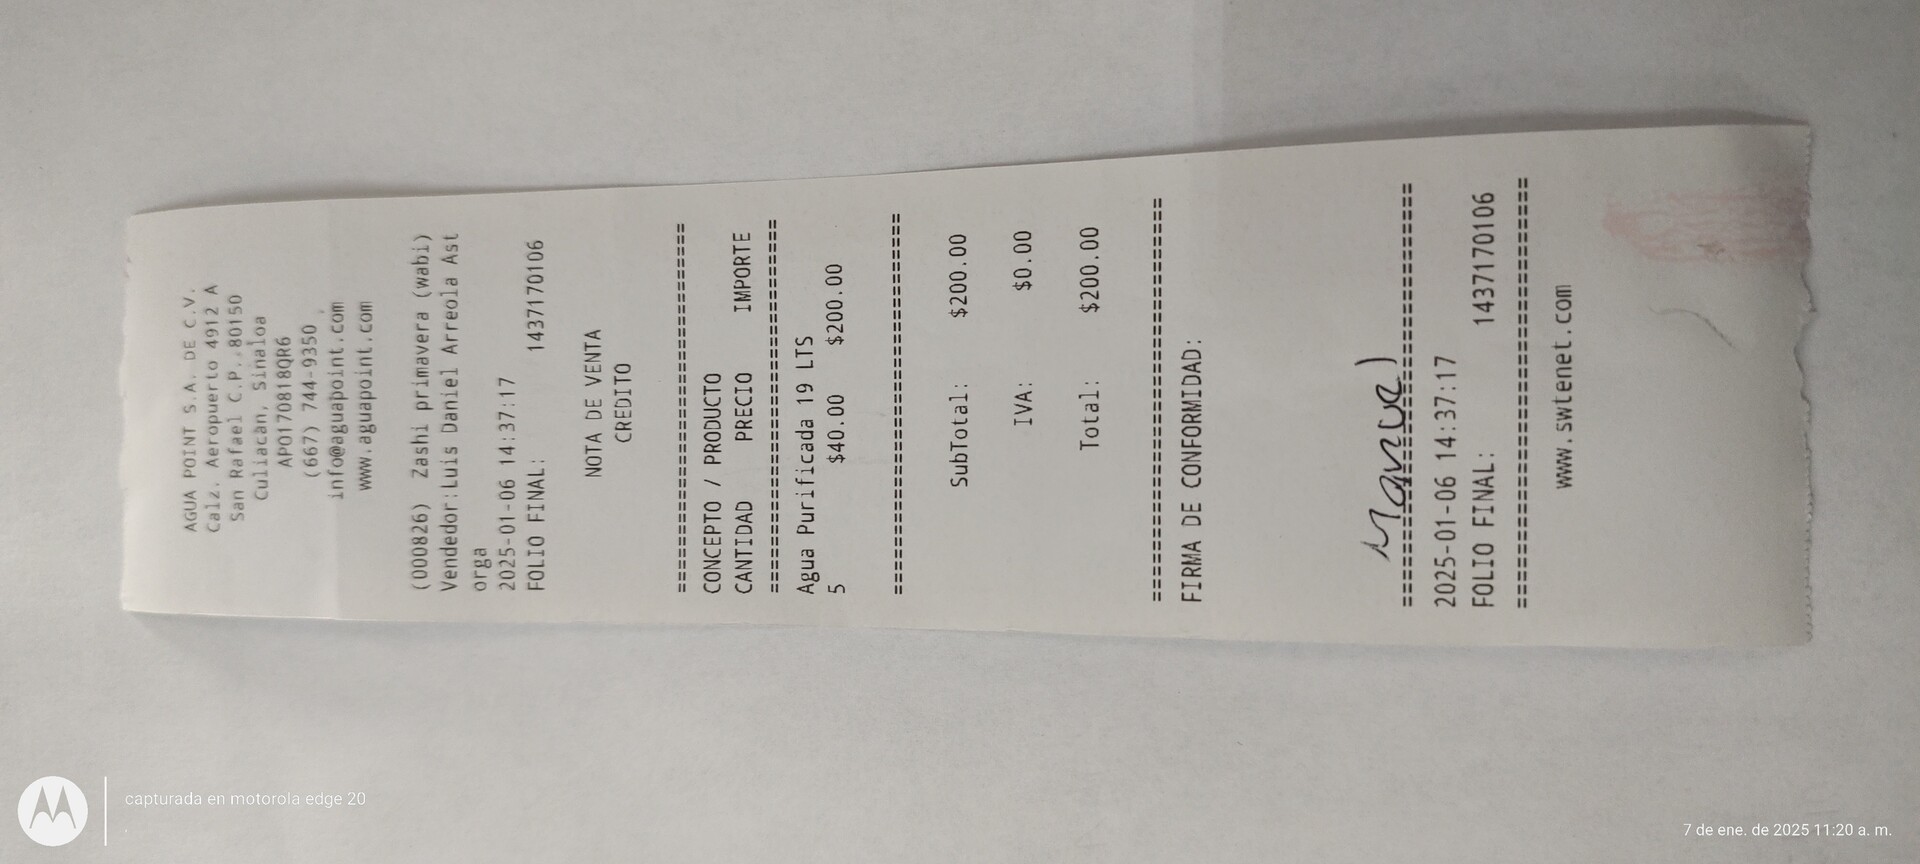 AGUA POINT S.A. DE C.V.
Calz. Aeropuerto 4912 A
San Rafael C.P. 80150
Culiacan, Sinaloa
APO170818QR6
(667) 744-9350
info@aguapoint.com
www.aguapoint.com
(000826) Zashi primavera (wabi)
Vendedor:Luis Daniel Arreola Ast
orga
2025-01-06 14:37:17
FOLIO FINAL: 1437170106
NOTA DE VENTA
CREDITO
================================
CONCEPTO / PRODUCTO
CANTIDAD PRECIO IMPORTE
================================
Agua Purificada 19 LTS
5 $40.00 $200.00
================================
SubTotal: $200.00
IVA: $0.00
Total: $200.00
================================
FIRMA DE CONFORMIDAD:
Manuel
================================
2025-01-06 14:37:17
FOLIO FINAL: 1437170106
================================
www.swtenet.com
capturada en motorola edge 20
7 de ene. de 2025 11:20 a. m.